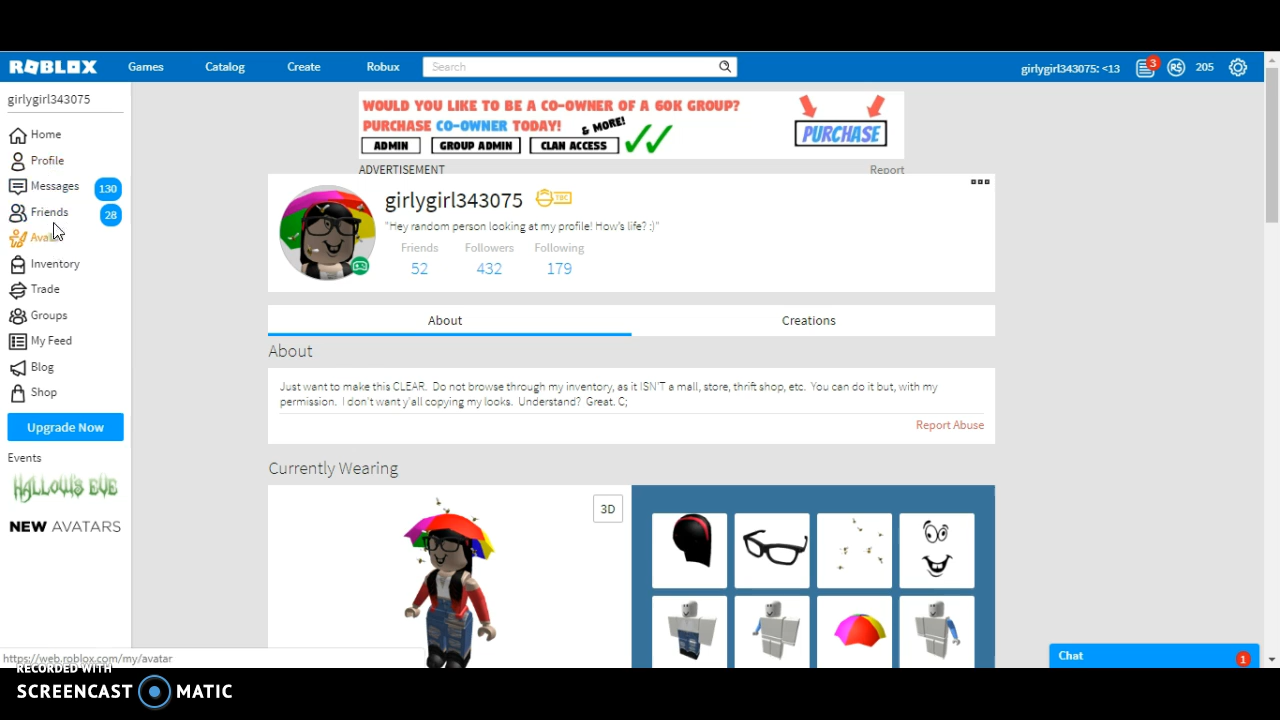 ROBLOX
Games
Catalog
Create
Robux
Search
girlygirl343075: <13
3
R$
205
girlygirl343075
Home
Profile
Messages
130
Friends
28
Inventory
Trade
Groups
My Feed
Blog
Shop
Upgrade Now
Events
HALLOW'S EVE
NEW AVATARS
WOULD YOU LIKE TO BE A CO-OWNER OF A 60K GROUP?
PURCHASE CO-OWNER TODAY! & MORE!
ADMIN
GROUP ADMIN
CLAN ACCESS
PURCHASE
ADVERTISEMENT
Report
girlygirl343075
TBC
"Hey random person looking at my profile! How's life? :)"
Friends
Followers
Following
52
432
179
About
Creations
About
Just want to make this CLEAR. Do not browse through my inventory, as it ISN'T a mall, store, thrift shop, etc. You can do it but, with my
permission. I don't want y'all copying my looks. Understand? Great. C;
Report Abuse
Currently Wearing
3D
Chat
1
https://web.roblox.com/my/avatar
RECORDED WITH
SCREENCAST MATIC